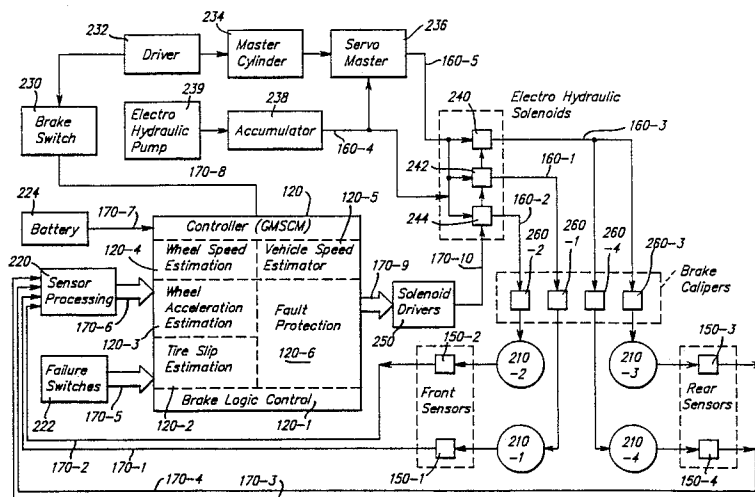 232
234
236
Driver
Master
Cylinder
Servo
Master
160-5
230
239
238
Brake
Switch
Electro
Hydraulic
Pump
Accumulator
160-4
240
Electro Hydraulic
Solenoids
160-3
242
160-1
244
160-2
170-8
224
Battery
170-7
120
120-5
Controller (GMSCM)
120-4
Wheel Speed
Estimation
Vehicle Speed
Estimator
170-9
170-10
260
-2
260
-1
260
-4
260-3
Brake
Calipers
220
Sensor
Processing
170-6
Wheel
Acceleration
Estimation
120-3
Fault
Protection
120-6
Solenoid
Drivers
250
Tire Slip
Estimation
Failure
Switches
222
170-5
120-2
Brake Logic Control
120-1
150-2
210
-2
210
-3
150-3
Front
Sensors
Rear
Sensors
170-2
170-1
150-1
210
-1
210
-4
150-4
170-4
170-3